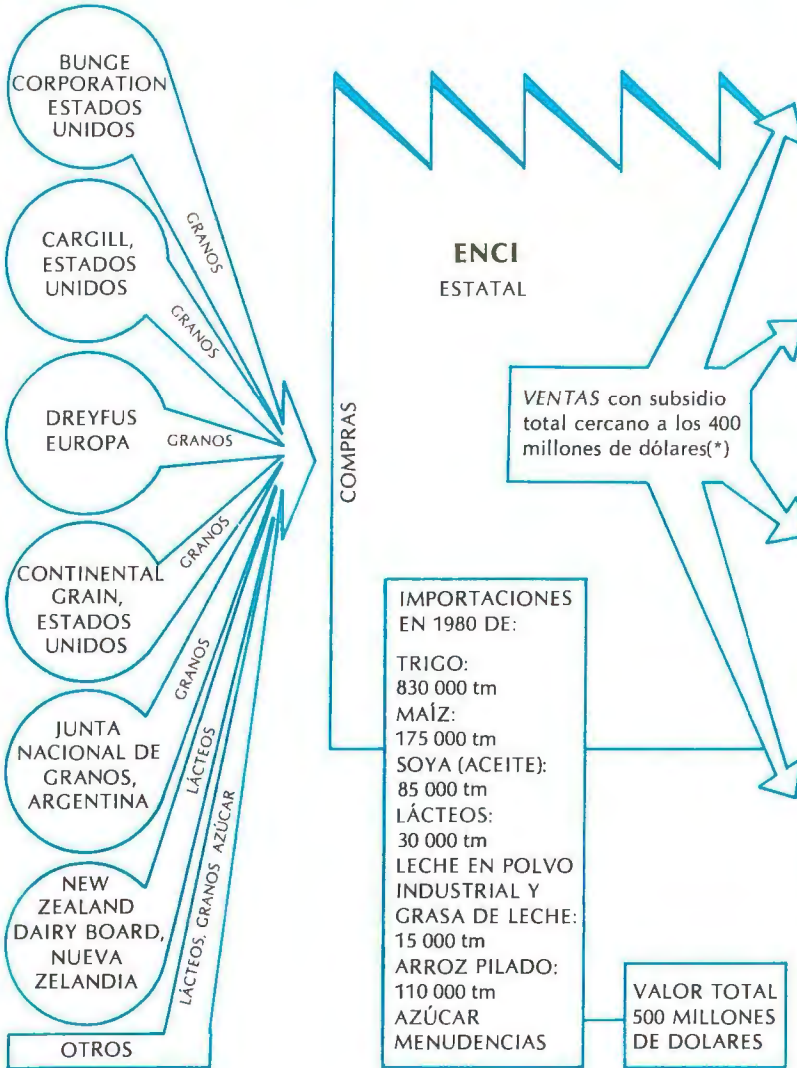 BUNGE
CORPORATION
ESTADOS
UNIDOS
GRANOS
CARGILL,
ESTADOS
UNIDOS
GRANOS
DREYFUS
EUROPA
GRANOS
CONTINENTAL
GRAIN,
ESTADOS
UNIDOS
GRANOS
JUNTA
NACIONAL DE
GRANOS,
ARGENTINA
GRANOS
NEW
ZEALAND
DAIRY BOARD,
NUEVA
ZELANDIA
LÁCTEOS
OTROS
LÁCTEOS, GRANOS AZÚCAR
COMPRAS
ENCI
ESTATAL
VENTAS con subsidio
total cercano a los 400
millones de dólares(*)
IMPORTACIONES
EN 1980 DE:
TRIGO:
830 000 tm
MAÍZ:
175 000 tm
SOYA (ACEITE):
85 000 tm
LÁCTEOS:
30 000 tm
LECHE EN POLVO
INDUSTRIAL Y
GRASA DE LECHE:
15 000 tm
ARROZ PILADO:
110 000 tm
AZÚCAR
MENUDENCIAS
VALOR TOTAL
500 MILLONES
DE DOLARES